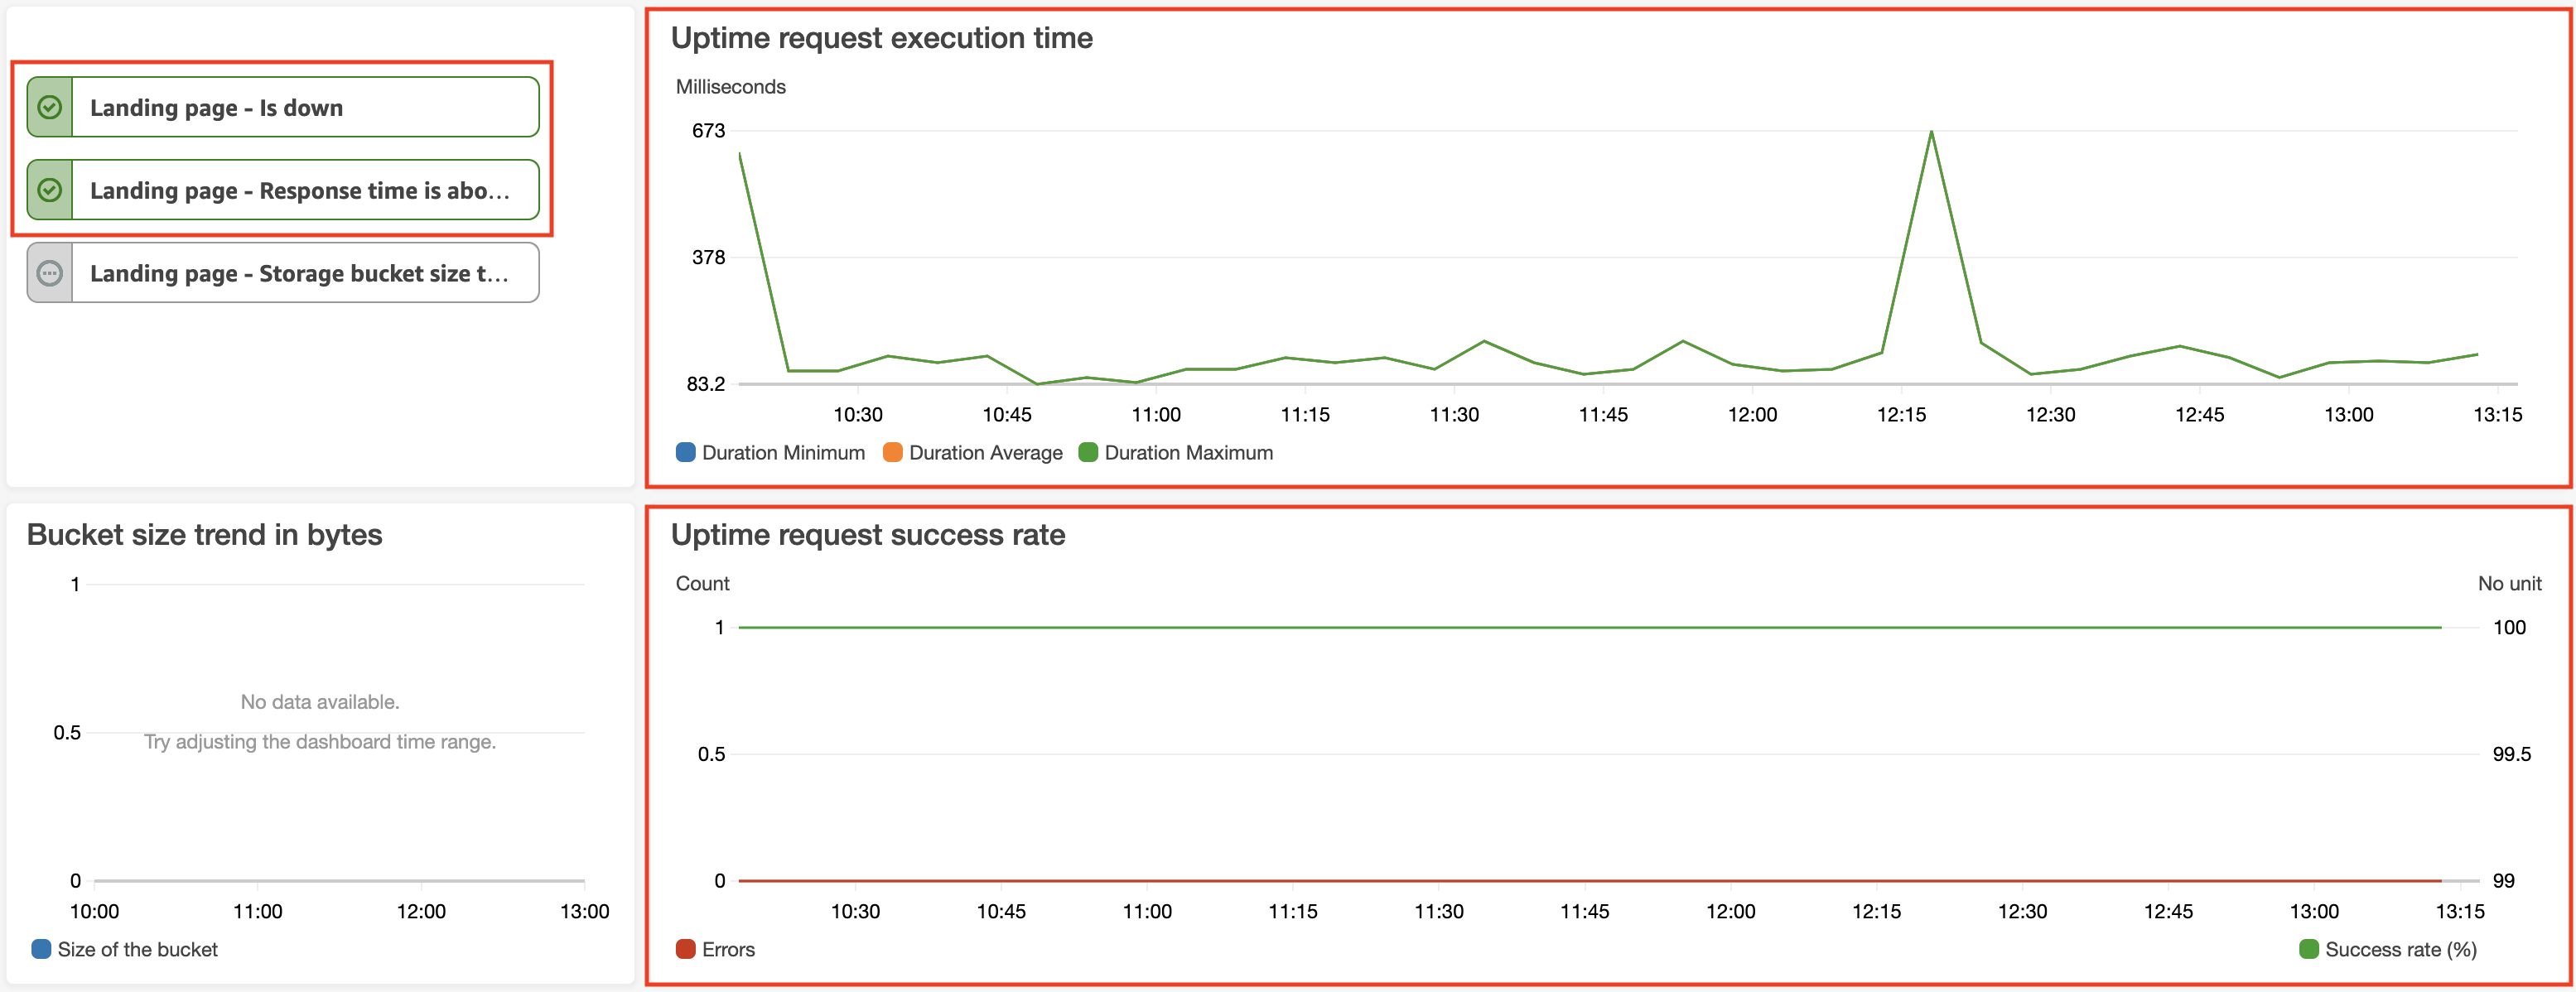 Landing page - Is down
Landing page - Response time is abo...
Landing page - Storage bucket size t...
Uptime request execution time
Milliseconds
673
378
83.2
10:30 10:45 11:00 11:15 11:30 11:45 12:00 12:15 12:30 12:45 13:00 13:15
Duration Minimum Duration Average Duration Maximum
Bucket size trend in bytes
1
No data available.
0.5
Try adjusting the dashboard time range.
0
10:00 11:00 12:00 13:00
Size of the bucket
Uptime request success rate
Count No unit
1 100
0.5 99.5
0 99
10:30 10:45 11:00 11:15 11:30 11:45 12:00 12:15 12:30 12:45 13:00 13:15
Errors Success rate (%)